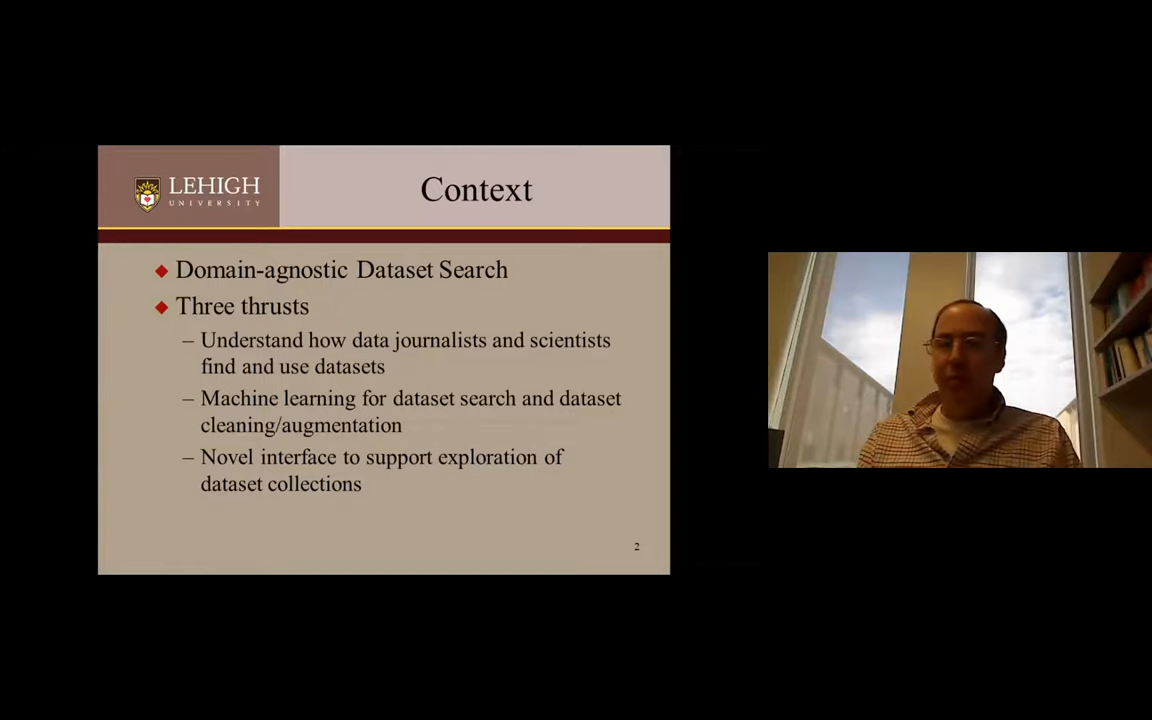 LEHIGH
UNIVERSITY
Context
Domain-agnostic Dataset Search
Three thrusts
– Understand how data journalists and scientists
find and use datasets
– Machine learning for dataset search and dataset
cleaning/augmentation
– Novel interface to support exploration of
dataset collections
2